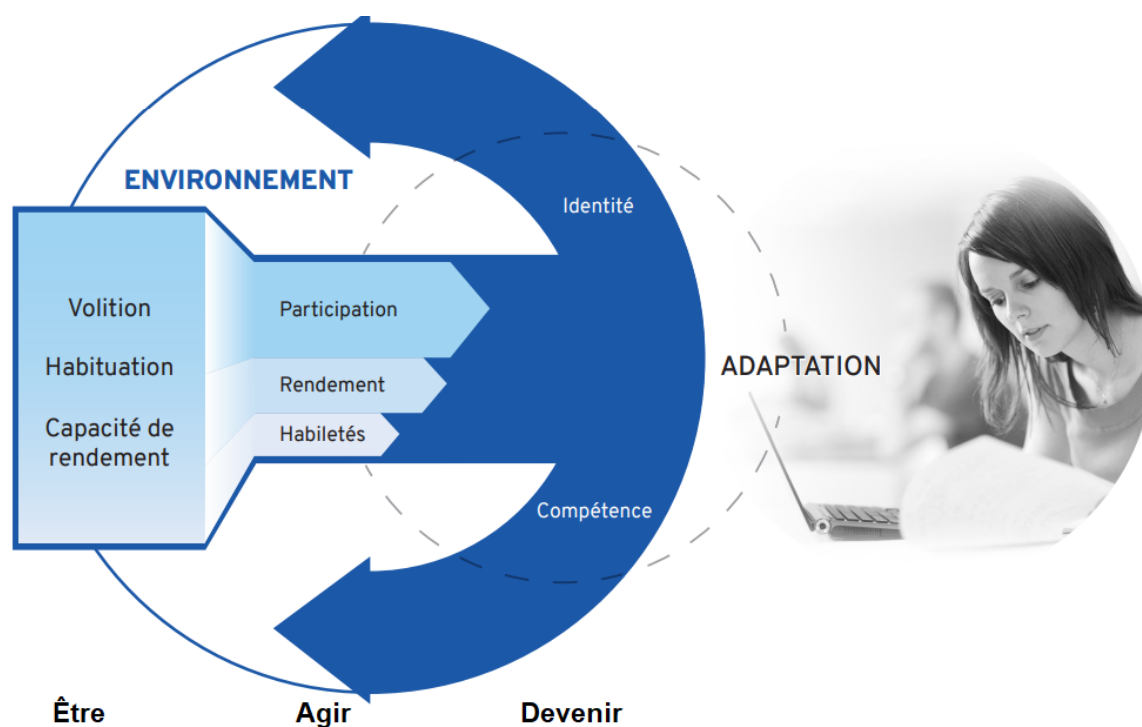 ENVIRONNEMENT
Identité
Volition
Habituation
Capacité de
rendement
Participation
Rendement
Habiletés
ADAPTATION
Compétence
Être
Agir
Devenir